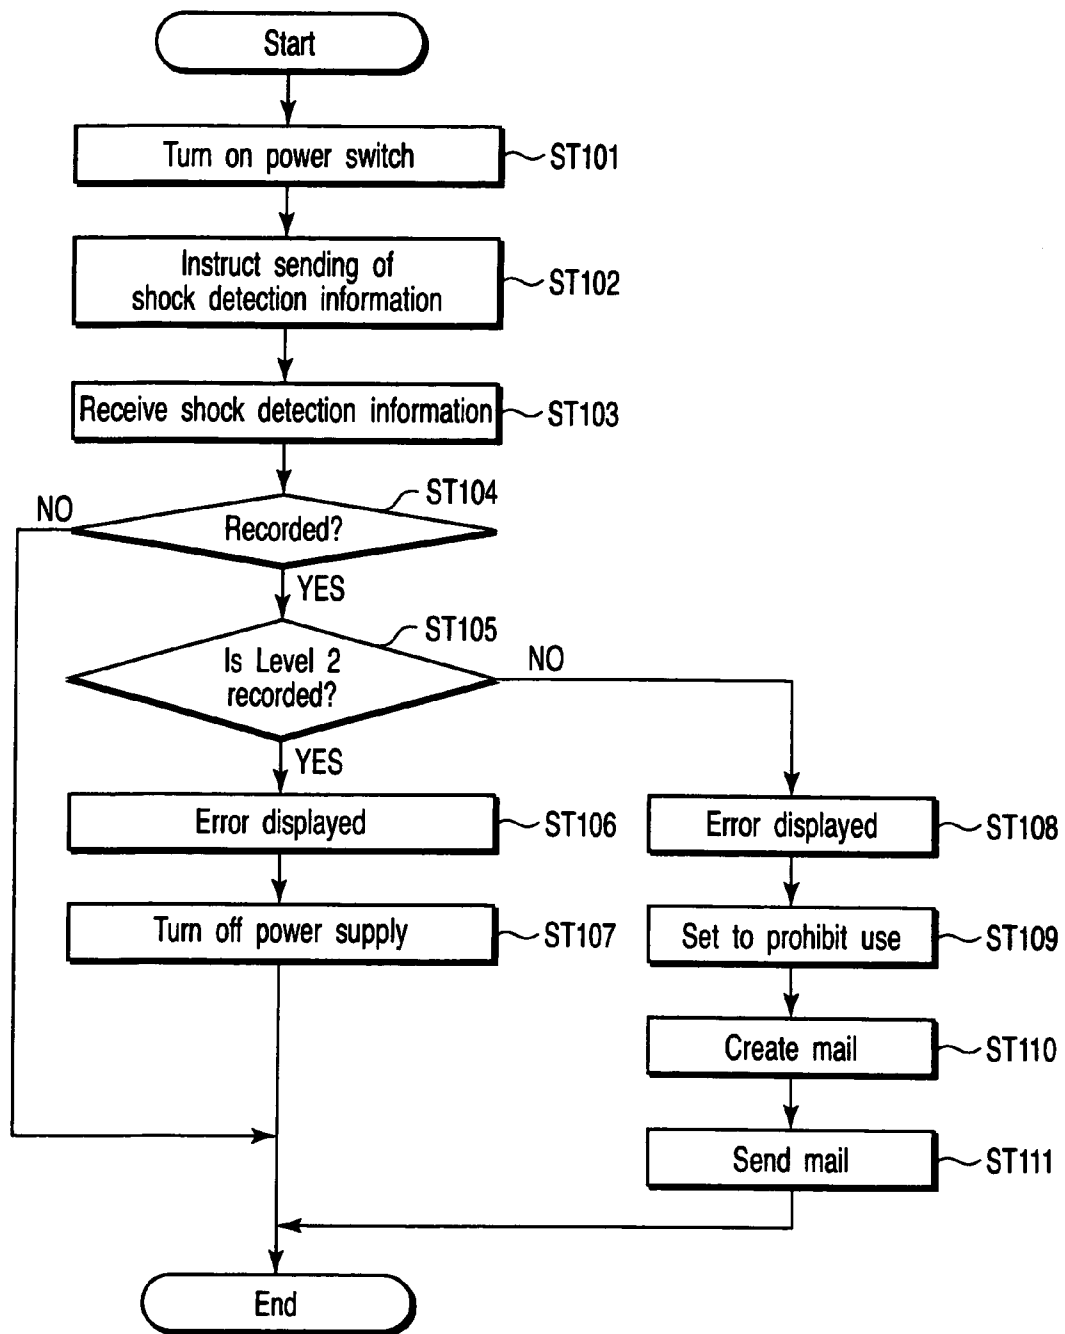 Start
Turn on power switch
ST101
Instruct sending of
shock detection information
ST102
Receive shock detection information
ST103
ST104
NO
Recorded?
YES
ST105
Is Level 2
recorded?
NO
YES
Error displayed
ST106
Error displayed
ST108
Turn off power supply
ST107
Set to prohibit use
ST109
Create mail
ST110
Send mail
ST111
End